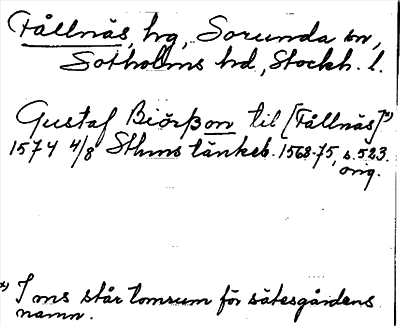 Fållnäs, hg, Sorunda sn,
Sotholms hd, Stockh. l.
Gustaf Biörßon til [Fållnäs]*)
1574 4/8 Sthms tänkeb. 1568-75, s. 523.
orig.
*) I ms står tomrum för sätesgårdens
namn.